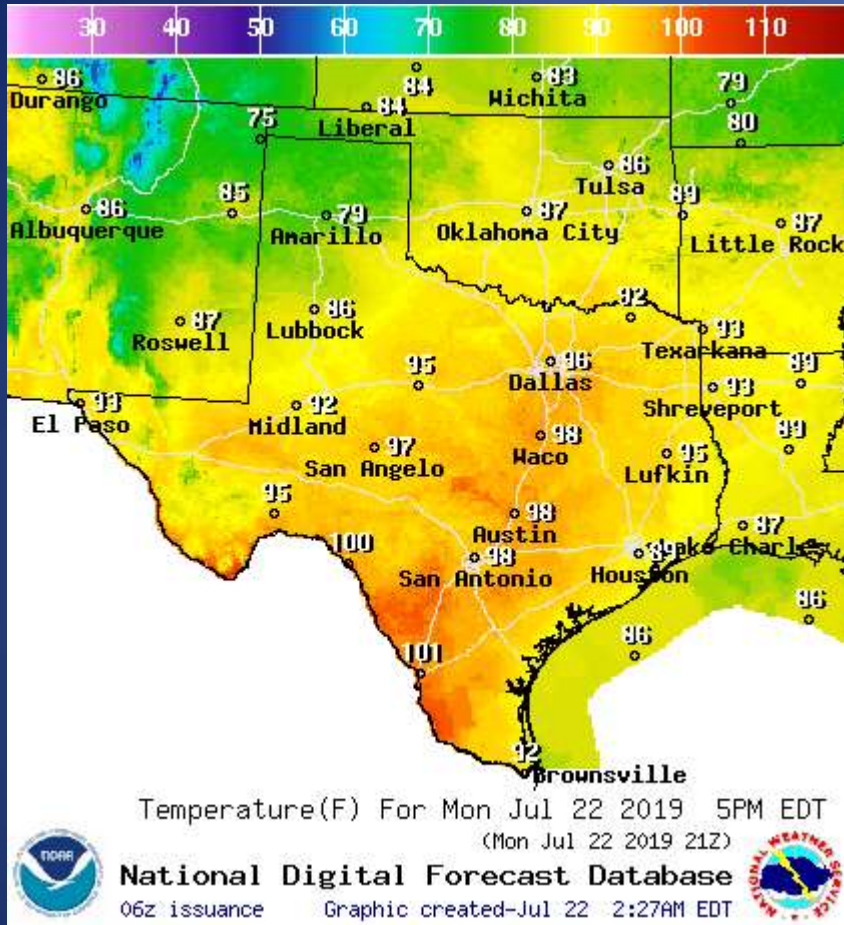 30 40 50 60 70 80 90 100 110
84
86 Durango
84 Liberal
83 Wichita
79
75
80
86 Tulsa
86 Albuquerque
85
79 Amarillo
87 Oklahoma City
89
87 Little Rock
87 Roswell
86 Lubbock
92
93 Texarkana
95
96 Dallas
93 Shreveport
89
93 El Paso
92 Midland
97 San Angelo
98 Waco
95 Lufkin
89
95
98 Austin
87
Charles
100
98 San Antonio
Houston
86
86
101
92
Brownsville
Temperature(F) For Mon Jul 22 2019 5PM EDT
(Mon Jul 22 2019 21Z)
National Digital Forecast Database
06z issuance Graphic created-Jul 22 2:27AM EDT
NOAA
NATIONAL WEATHER SERVICE